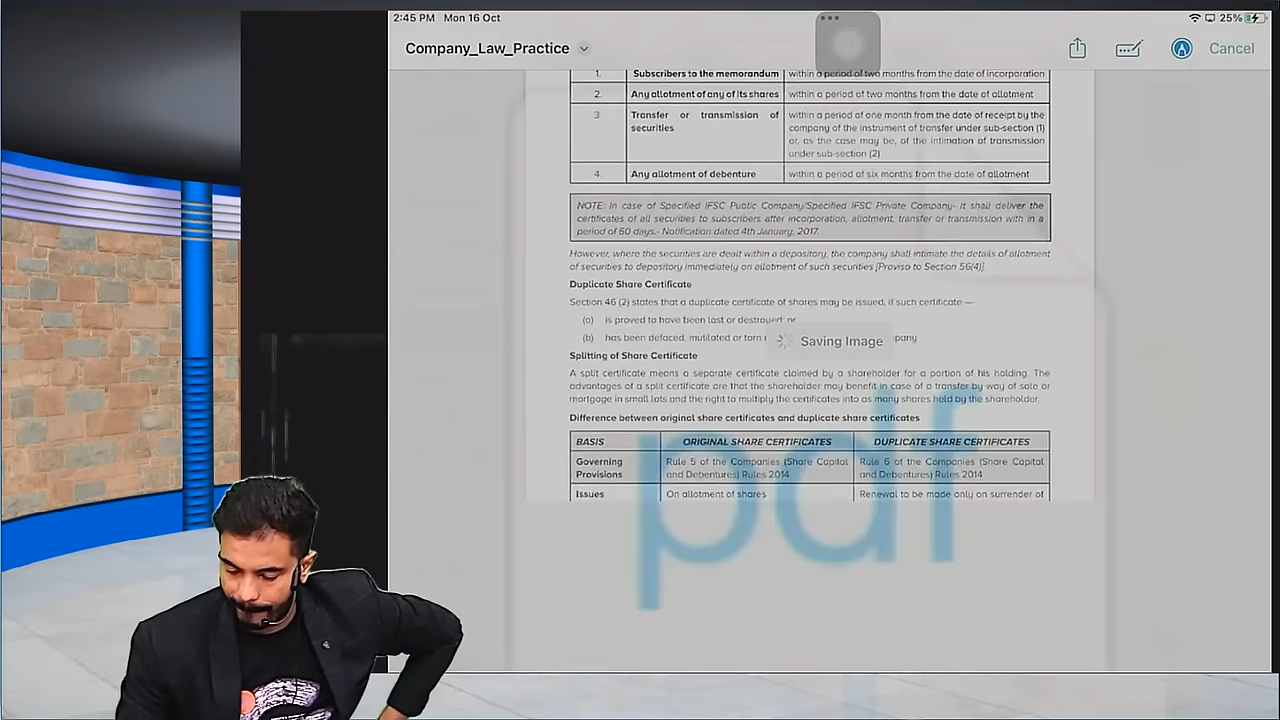 2:45 PM Mon 16 Oct
25%
Company_Law_Practice
Cancel
1. Subscribers to the memorandum within a period of two months from the date of incorporation
2. Any allotment of any of its shares within a period of two months from the date of allotment
3. Transfer or transmission of securities within a period of one month from the date of receipt by the
company of the instrument of transfer under sub-section (1)
or, as the case may be, of the intimation of transmission
under sub-section (2)
4. Any allotment of debenture within a period of six months from the date of allotment
NOTE: In case of Specified IFSC Public Company/Specified IFSC Private Company- it shall deliver the
certificates of all securities to subscribers after incorporation, allotment, transfer or transmission with in a
period of 60 days.- Notification dated 4th January, 2017.
However, where the securities are dealt within a depository, the company shall intimate the details of allotment
of securities to depository immediately on allotment of such securities [Proviso to Section 56(4)]
Duplicate Share Certificate
Section 46 (2) states that a duplicate certificate of shares may be issued, if such certificate —
(a) is proved to have been lost or destroyed; or
(b) has been defaced, mutilated or torn
Saving Image
Splitting of Share Certificate
A split certificate means a separate certificate claimed by a shareholder for a portion of his holding. The
advantages of a split certificate are that the shareholder may benefit in case of a transfer by way of sale or
mortgage in small lots and the right to multiply the certificates into as many shares held by the shareholder.
Difference between original share certificates and duplicate share certificates
BASIS ORIGINAL SHARE CERTIFICATES DUPLICATE SHARE CERTIFICATES
Governing Provisions Rule 5 of the Companies (Share Capital and Debentures) Rules 2014 Rule 6 of the Companies (Share Capital and Debentures) Rules 2014
Issues On allotment of shares Renewal to be made only on surrender of
pdf